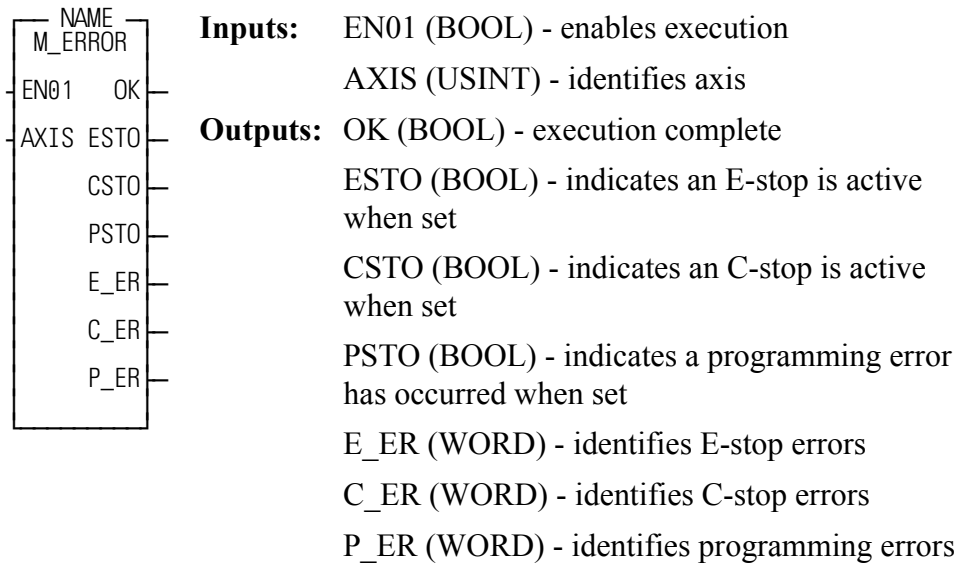 NAME
M_ERROR
EN01 OK
AXIS ESTO
CSTO
PSTO
E_ER
C_ER
P_ER
Inputs: EN01 (BOOL) - enables execution
AXIS (USINT) - identifies axis
Outputs: OK (BOOL) - execution complete
ESTO (BOOL) - indicates an E-stop is active
when set
CSTO (BOOL) - indicates an C-stop is active
when set
PSTO (BOOL) - indicates a programming error
has occurred when set
E_ER (WORD) - identifies E-stop errors
C_ER (WORD) - identifies C-stop errors
P_ER (WORD) - identifies programming errors